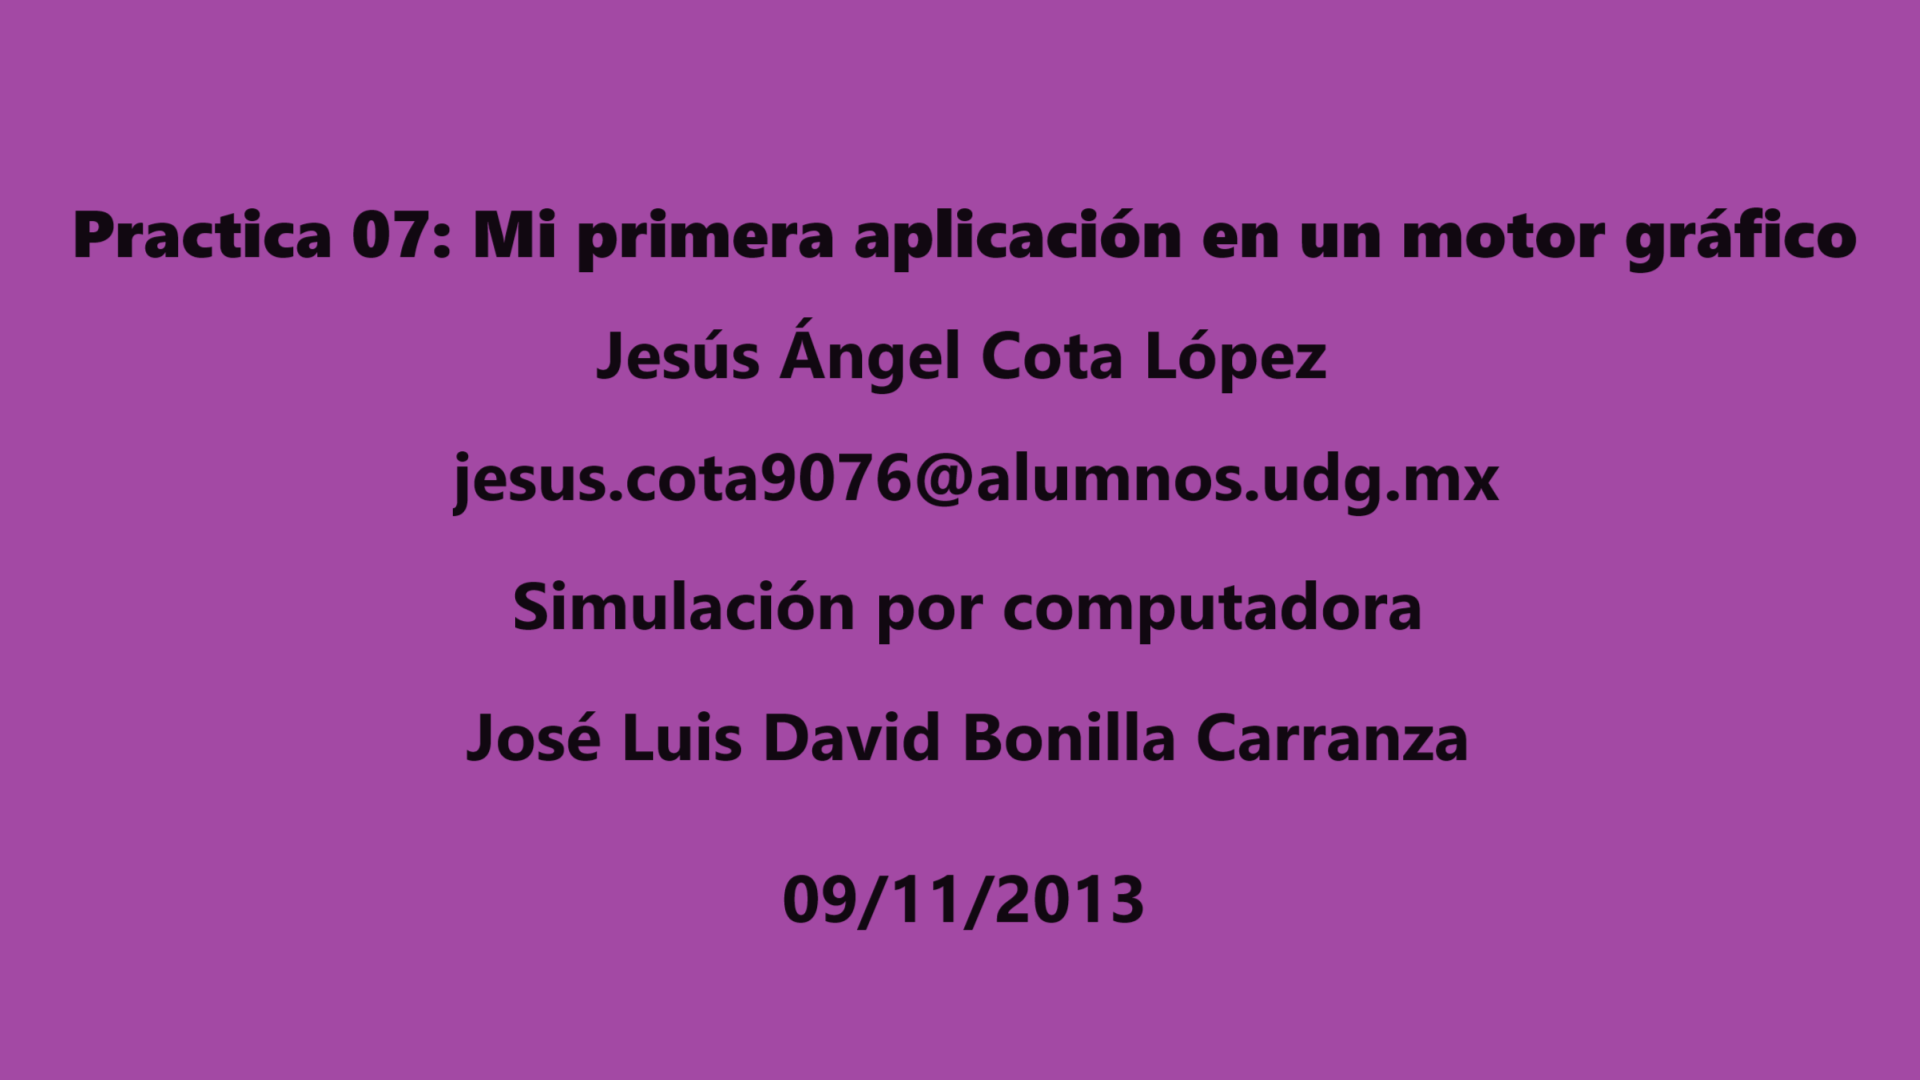 Practica 07: Mi primera aplicación en un motor gráfico
Jesús Ángel Cota López
jesus.cota9076@alumnos.udg.mx
Simulación por computadora
José Luis David Bonilla Carranza
09/11/2013